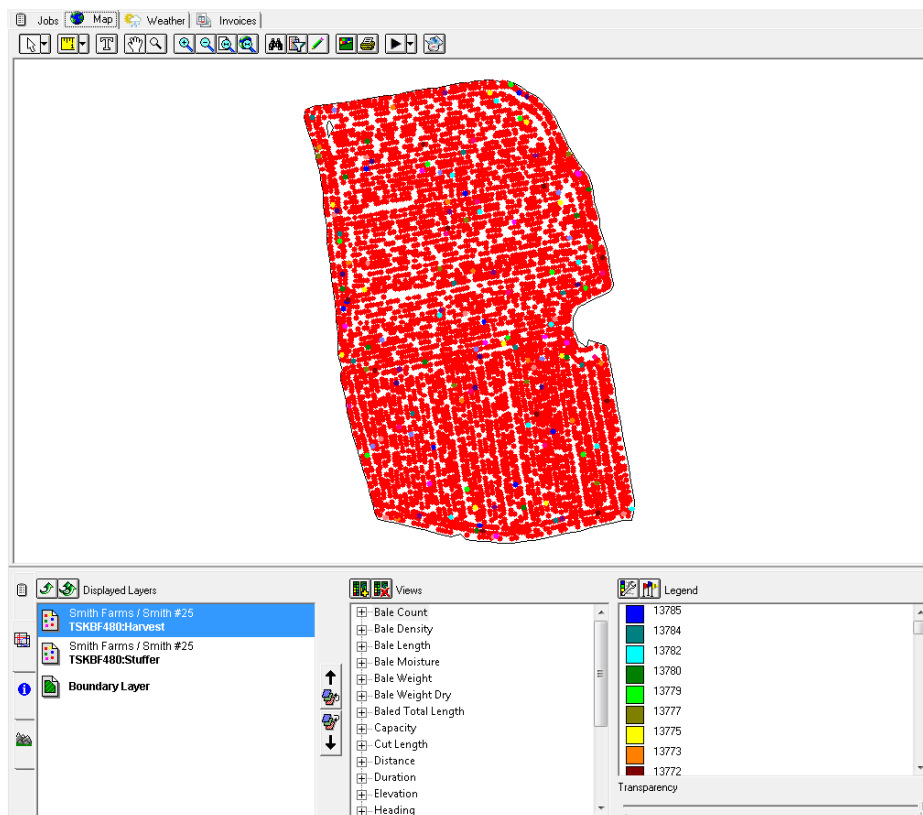 Jobs Map Weather Invoices
T
Displayed Layers
Smith Farms / Smith #25
TSKBF480:Harvest
Smith Farms / Smith #25
TSKBF480:Stuffer
Boundary Layer
Views
Bale Count
Bale Density
Bale Length
Bale Moisture
Bale Weight
Bale Weight Dry
Baled Total Length
Capacity
Cut Length
Distance
Duration
Elevation
Heading
Legend
13785
13784
13782
13780
13779
13777
13775
13773
13772
Transparency